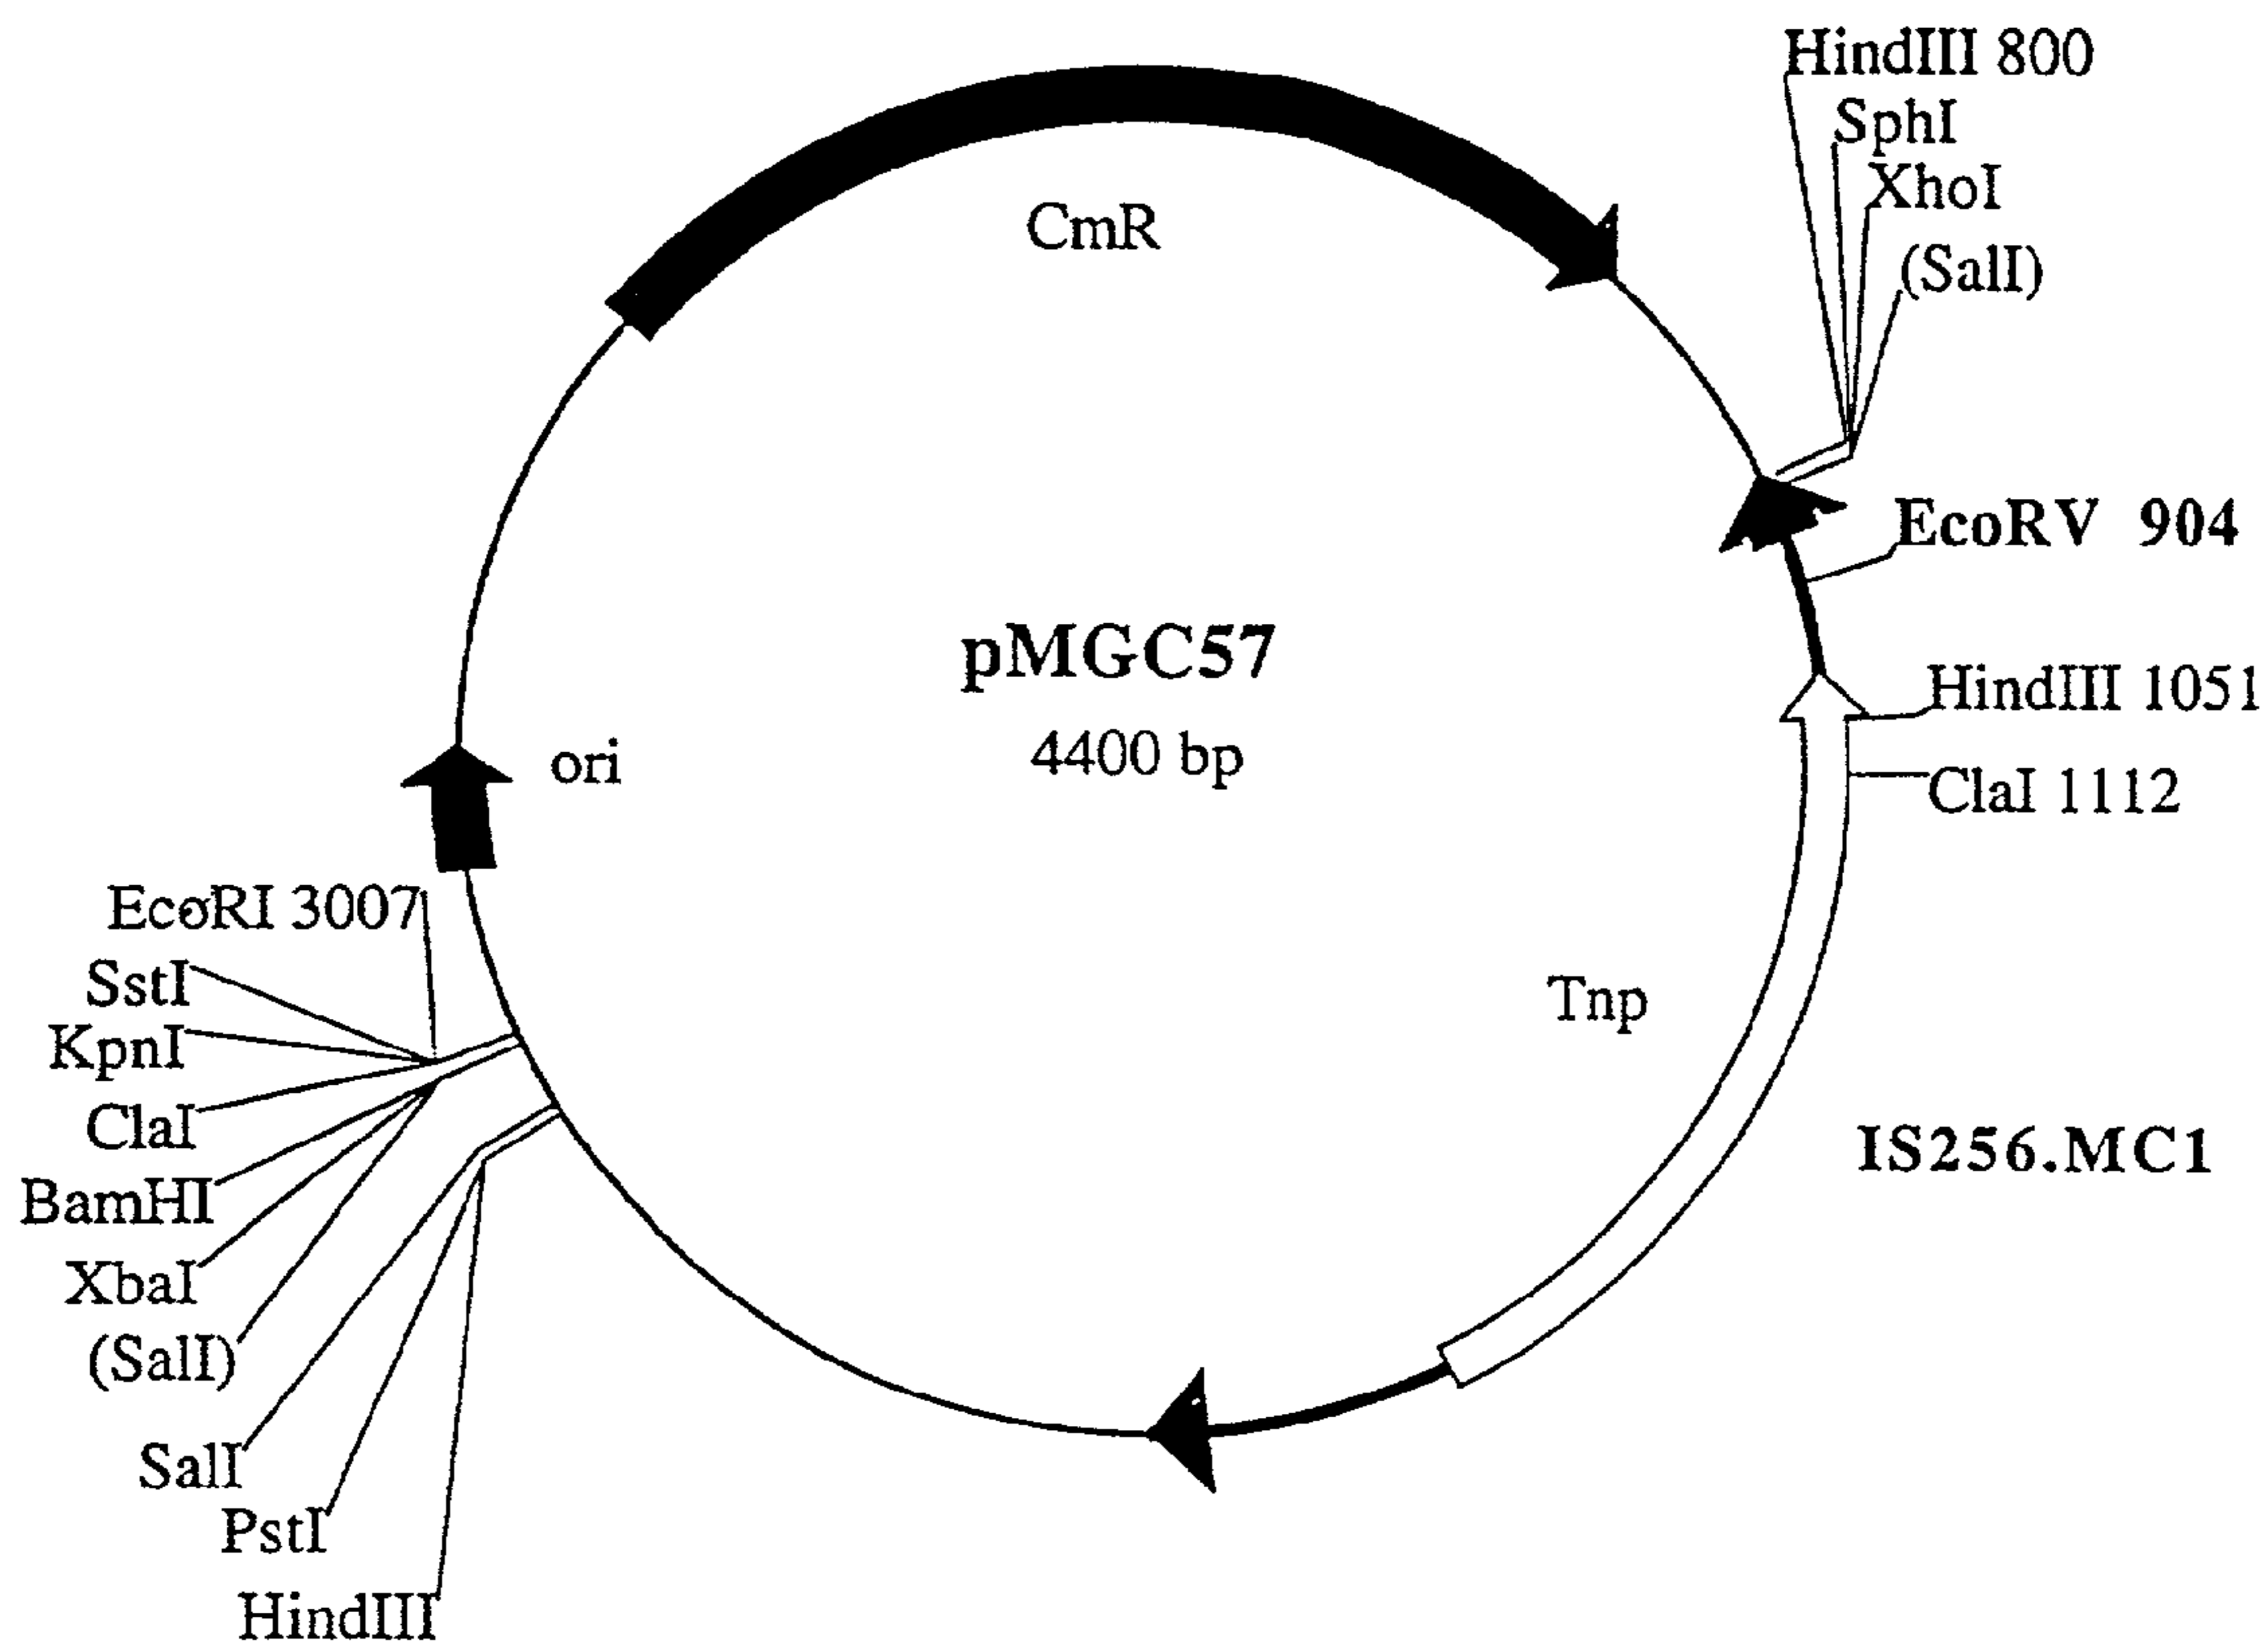 HindIII 800
SphI
XhoI
(SalI)
CmR
EcoRV 904
pMGC57
4400 bp
HindIII 1051
ClaI 1112
ori
EcoRI 3007
SstI
KpnI
ClaI
BamHI
XbaI
(SalI)
SalI
PstI
HindIII
Tnp
IS256.MC1